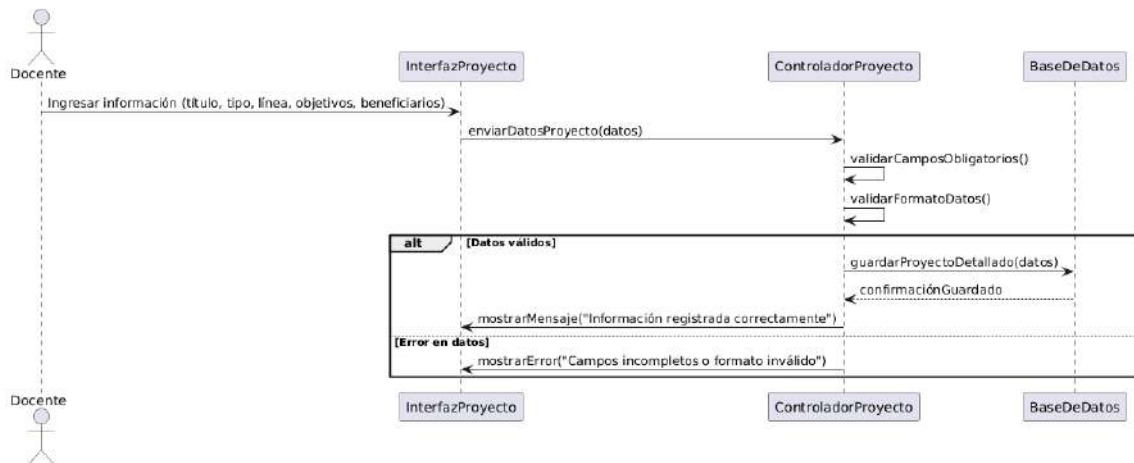 Docente
InterfazProyecto
ControladorProyecto
BaseDeDatos
Ingresar información (título, tipo, línea, objetivos, beneficiarios)
enviarDatosProyecto(datos)
validarCamposObligatorios()
validarFormatoDatos()
alt
[Datos válidos]
guardarProyectoDetallado(datos)
confirmaciónGuardado
mostrarMensaje("Información registrada correctamente")
[Error en datos]
mostrarError("Campos incompletos o formato inválido")
Docente
InterfazProyecto
ControladorProyecto
BaseDeDatos